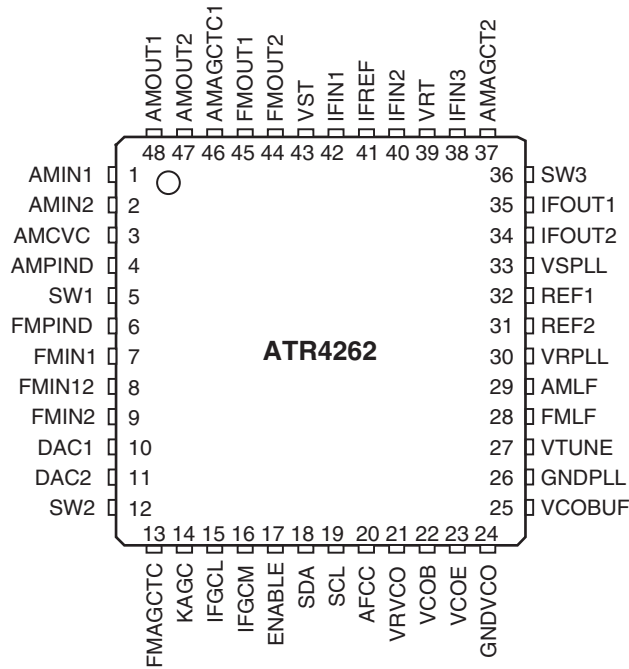 AMOUT1
AMOUT2
AMAGCTC1
FMOUT1
FMOUT2
VST
IFIN1
IFREF
IFIN2
VRT
IFIN3
AMAGCT2
48 47 46 45 44 43 42 41 40 39 38 37
AMIN1 1
AMIN2 2
AMCVC 3
AMPIND 4
SW1 5
FMPIND 6
FMIN1 7
FMIN12 8
FMIN2 9
DAC1 10
DAC2 11
SW2 12
ATR4262
36 SW3
35 IFOUT1
34 IFOUT2
33 VSPLL
32 REF1
31 REF2
30 VRPLL
29 AMLF
28 FMLF
27 VTUNE
26 GNDPLL
25 VCOBUF
13 14 15 16 17 18 19 20 21 22 23 24
FMAGCTC
KAGC
IFGCL
IFGCM
ENABLE
SDA
SCL
AFCC
VRVCO
VCOB
VCOE
GNDVCO